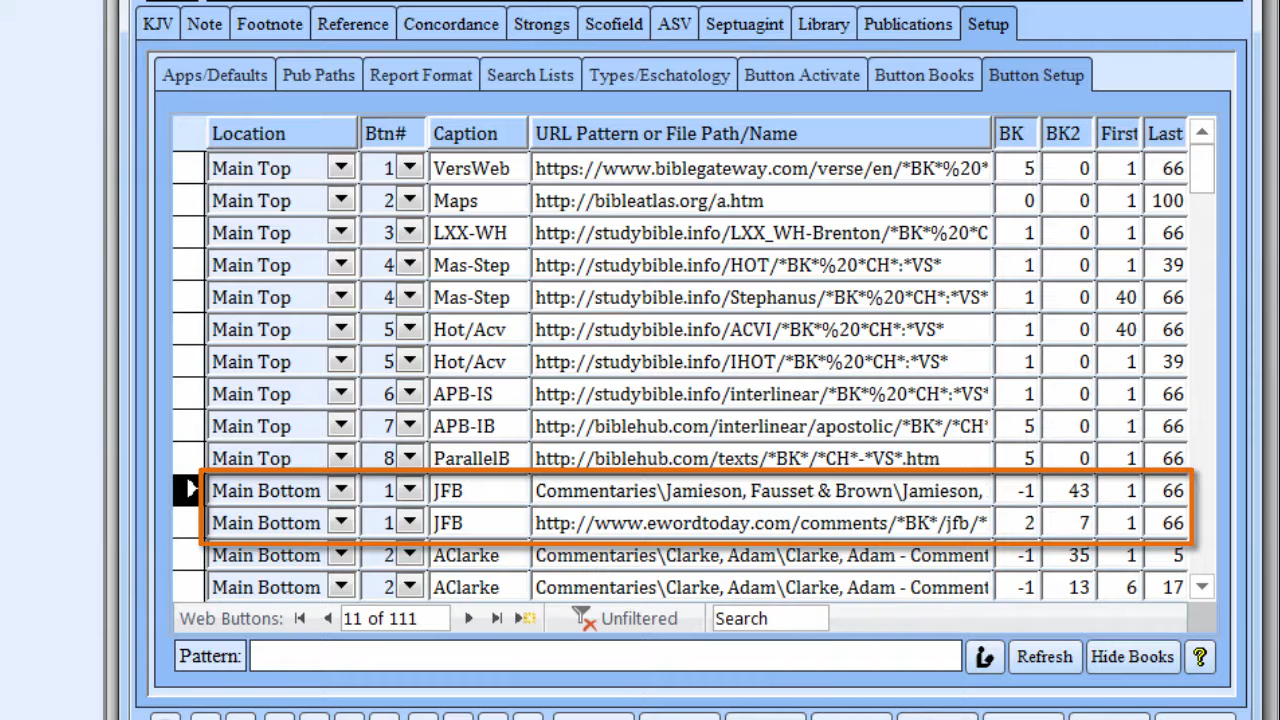 KJV Note Footnote Reference Concordance Strongs Scofield ASV Septuagint Library Publications Setup
Apps/Defaults Pub Paths Report Format Search Lists Types/Eschatology Button Activate Button Books Button Setup
Location Btn# Caption URL Pattern or File Path/Name BK BK2 First Last
Main Top 1 VersWeb https://www.biblegateway.com/verse/en/*BK*%20* 5 0 1 66
Main Top 2 Maps http://bibleatlas.org/a.htm 0 0 1 100
Main Top 3 LXX-WH http://studybible.info/LXX_WH-Brenton/*BK*%20*C 1 0 1 66
Main Top 4 Mas-Step http://studybible.info/HOT/*BK*%20*CH*:*VS* 1 0 1 39
Main Top 4 Mas-Step http://studybible.info/Stephanus/*BK*%20*CH*:*VS* 1 0 40 66
Main Top 5 Hot/Acv http://studybible.info/ACVI/*BK*%20*CH*:*VS* 1 0 40 66
Main Top 5 Hot/Acv http://studybible.info/IHOT/*BK*%20*CH*:*VS* 1 0 1 39
Main Top 6 APB-IS http://studybible.info/interlinear/*BK*%20*CH*:*VS 1 0 1 66
Main Top 7 APB-IB http://biblehub.com/interlinear/apostolic/*BK*/*CH* 5 0 1 66
Main Top 8 ParallelB http://biblehub.com/texts/*BK*/*CH*-*VS*.htm 5 0 1 66
Main Bottom 1 JFB Commentaries\Jamieson, Fausset & Brown\Jamieson, -1 43 1 66
Main Bottom 1 JFB http://www.ewordtoday.com/comments/*BK*/jfb/* 2 7 1 66
Main Bottom 2 AClarke Commentaries\Clarke, Adam\Clarke, Adam - Comment -1 35 1 5
Main Bottom 2 AClarke Commentaries\Clarke, Adam\Clarke, Adam - Comment -1 13 6 17
Web Buttons: 11 of 111 Unfiltered Search
Pattern: Refresh Hide Books ?